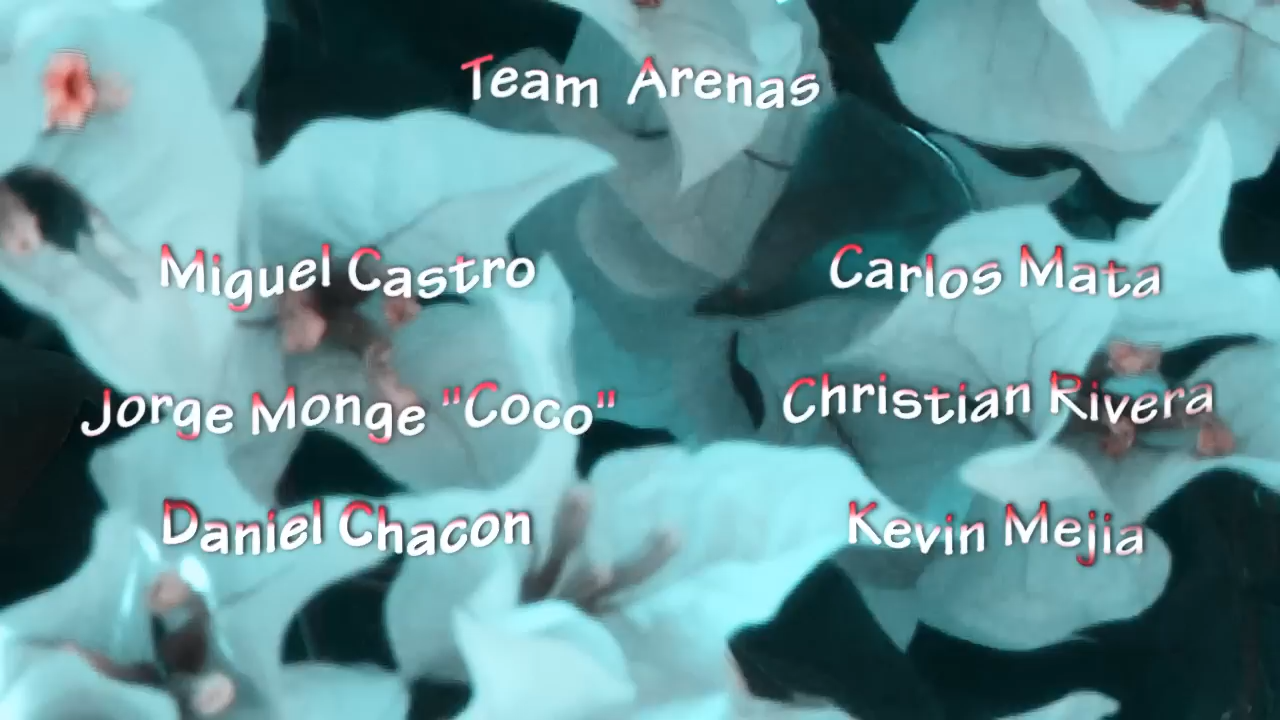 Team Arenas
Miguel Castro
Carlos Mata
Jorge Monge "Coco"
Christian Rivera
Daniel Chacon
Kevin Mejia